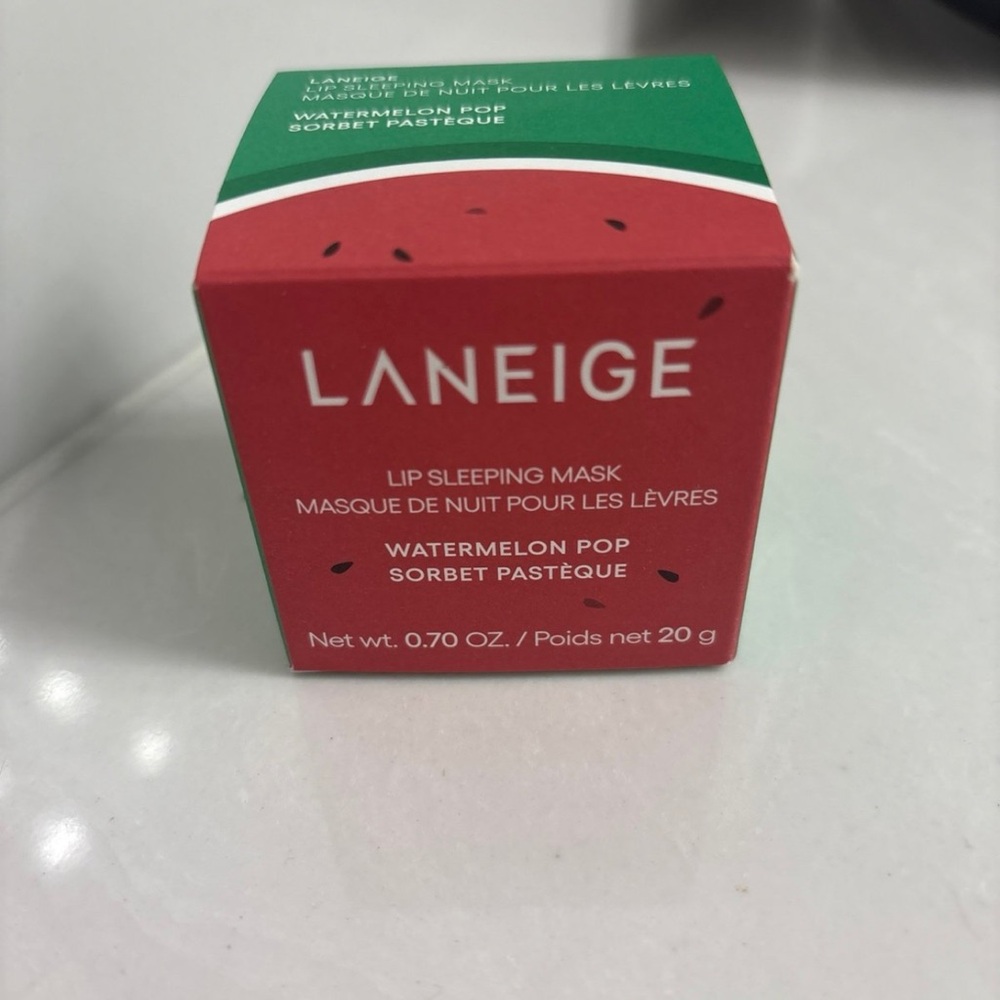 LANEIGE
LIP SLEEPING MASK
MASQUE DE NUIT POUR LES LÈVRES
WATERMELON POP
SORBET PASTÈQUE
LANEIGE
LIP SLEEPING MASK
MASQUE DE NUIT POUR LES LÈVRES
WATERMELON POP
SORBET PASTÈQUE
Net wt. 0.70 OZ. / Poids net 20 g